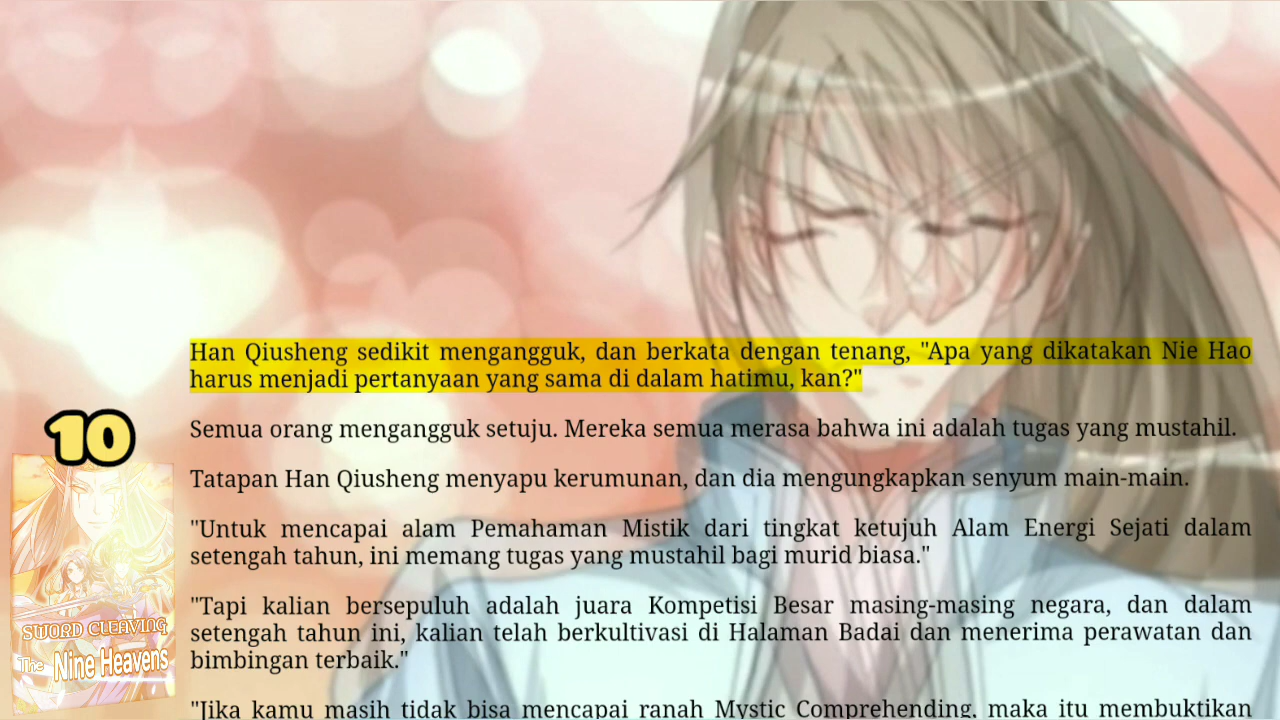 Han Qiusheng sedikit mengangguk, dan berkata dengan tenang, "Apa yang dikatakan Nie Hao
harus menjadi pertanyaan yang sama di dalam hatimu, kan?"
Semua orang mengangguk setuju. Mereka semua merasa bahwa ini adalah tugas yang mustahil.
Tatapan Han Qiusheng menyapu kerumunan, dan dia mengungkapkan senyum main-main.
"Untuk mencapai alam Pemahaman Mistik dari tingkat ketujuh Alam Energi Sejati dalam
setengah tahun, ini memang tugas yang mustahil bagi murid biasa."
"Tapi kalian bersepuluh adalah juara Kompetisi Besar masing-masing negara, dan dalam
setengah tahun ini, kalian telah berkultivasi di Halaman Badai dan menerima perawatan dan
bimbingan terbaik."
"Jika kamu masih tidak bisa mencapai ranah Mystic Comprehending, maka itu membuktikan
10
SWORD CLEAVING
The Nine Heavens